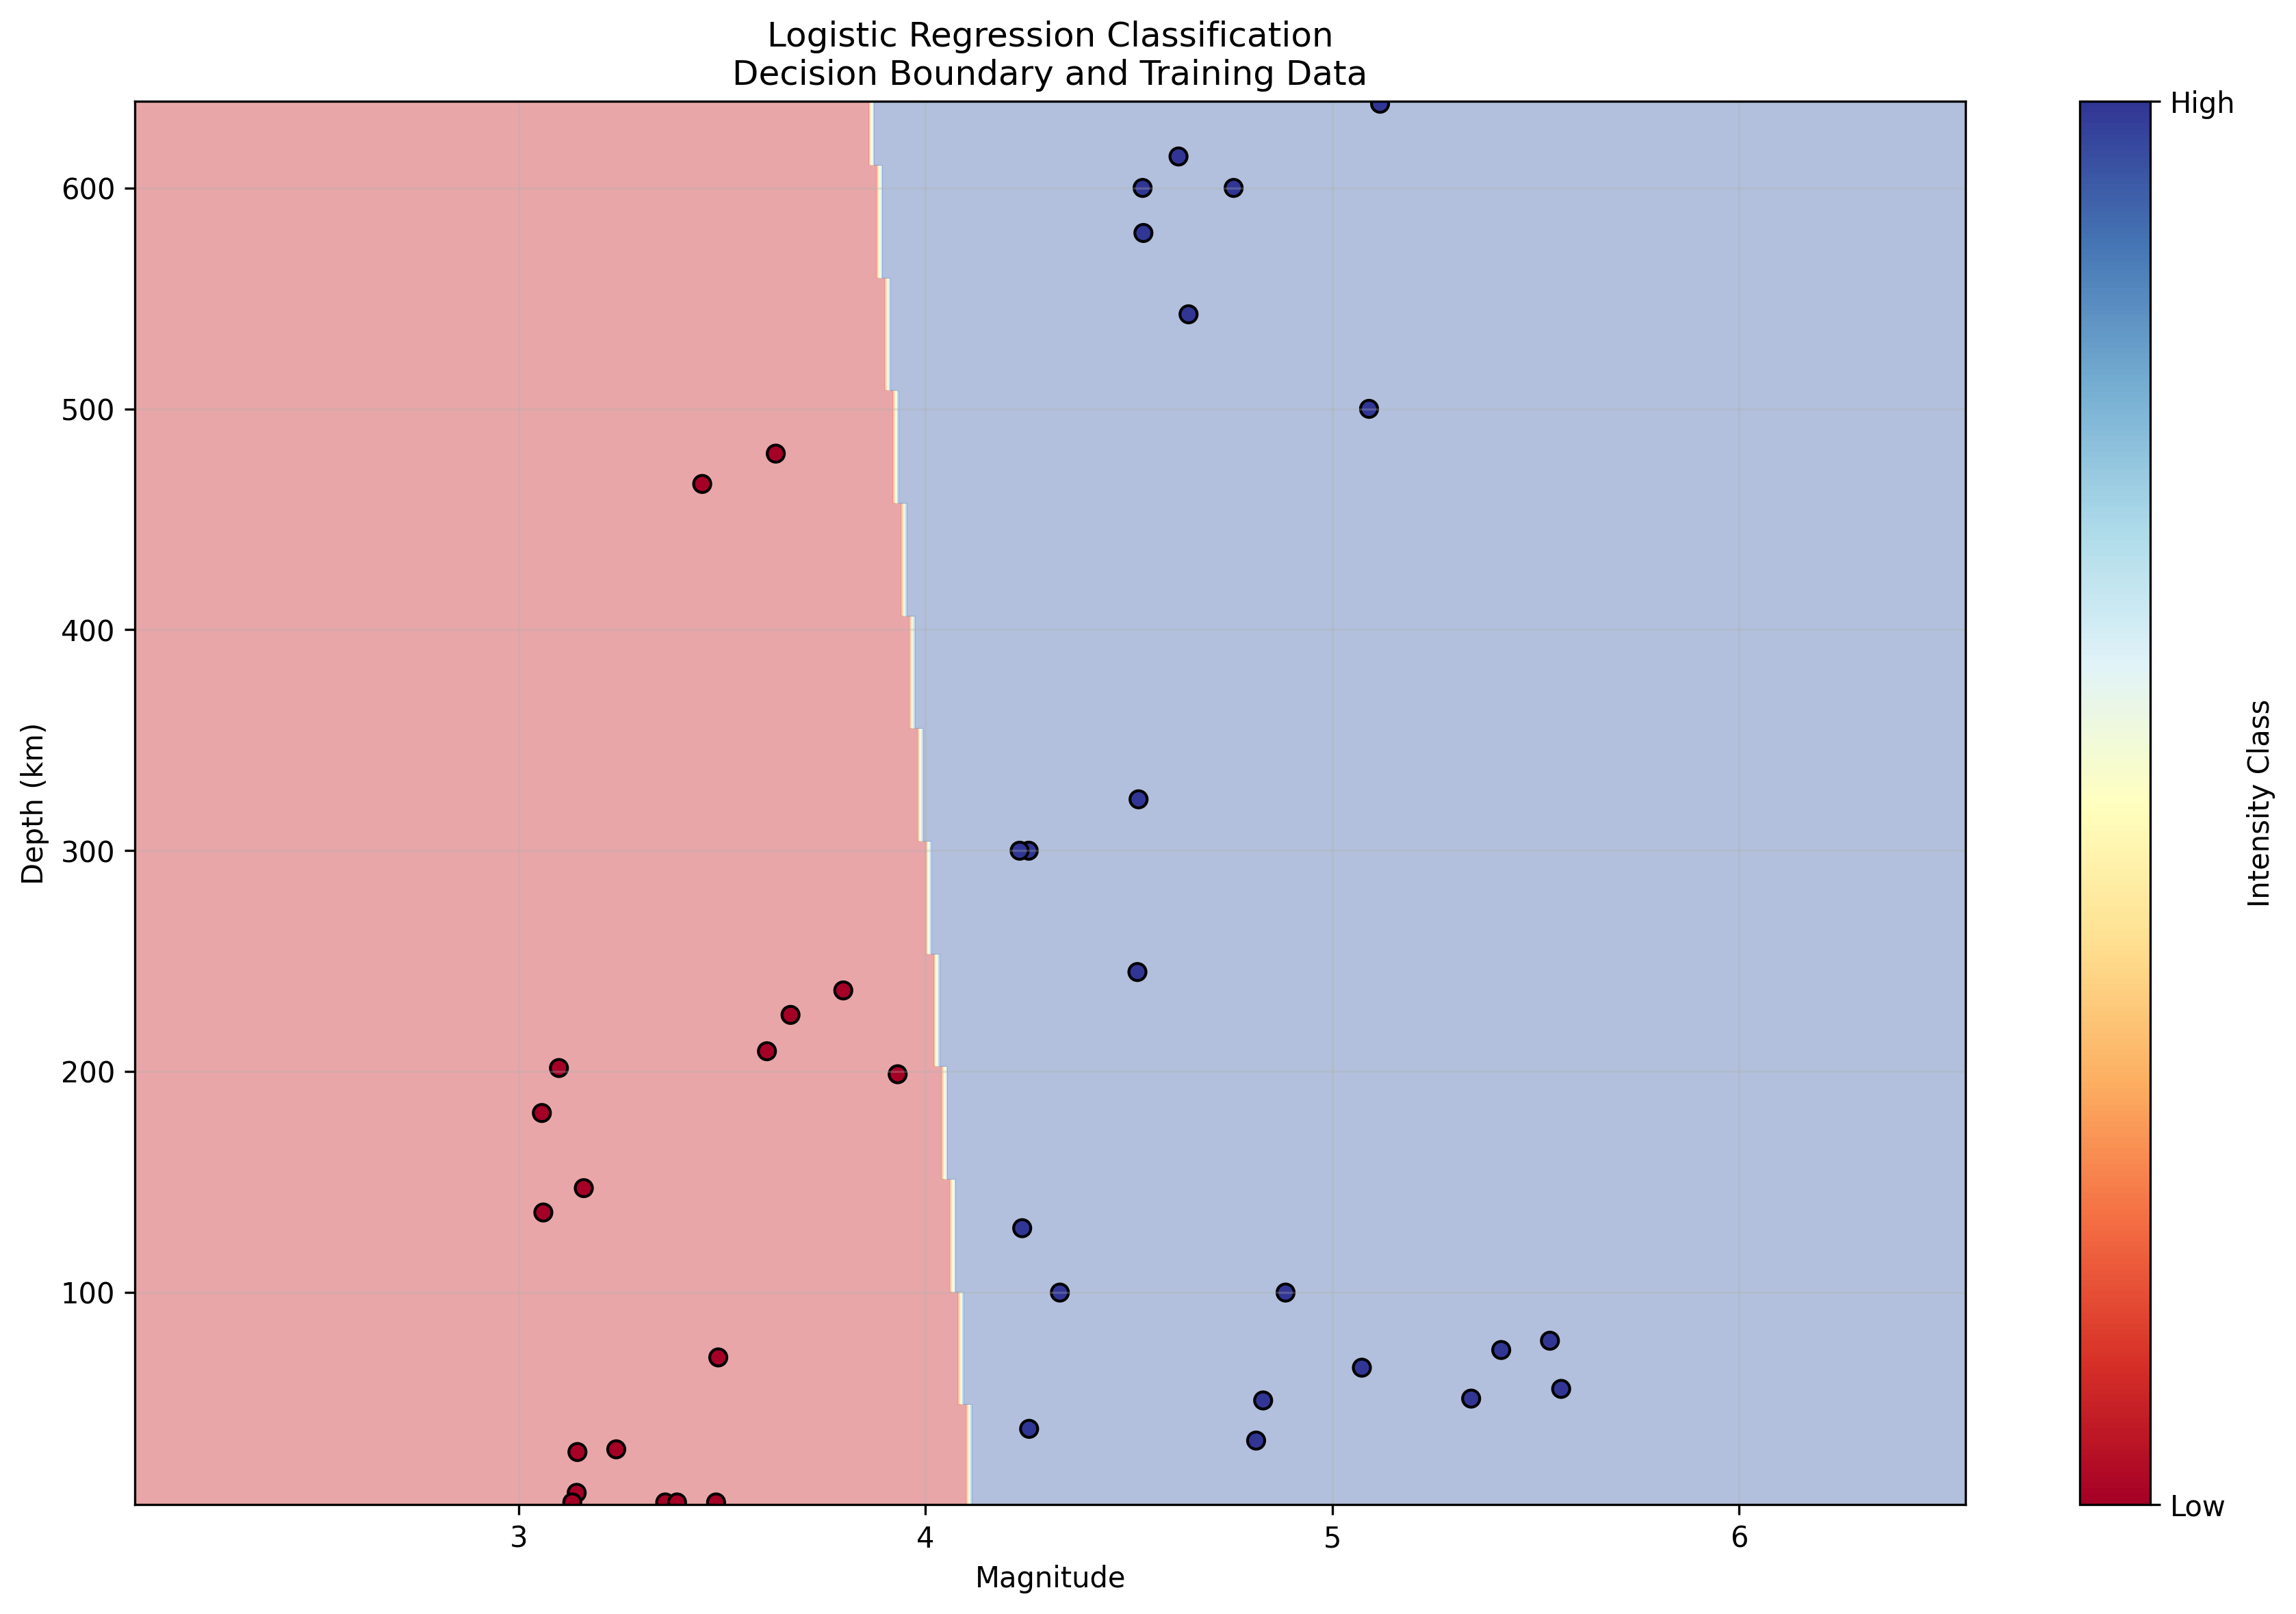 Logistic Regression Classification
Decision Boundary and Training Data
High
600
500
400
300
200
100
Depth (km)
Intensity Class
Low
3
4
5
6
Magnitude